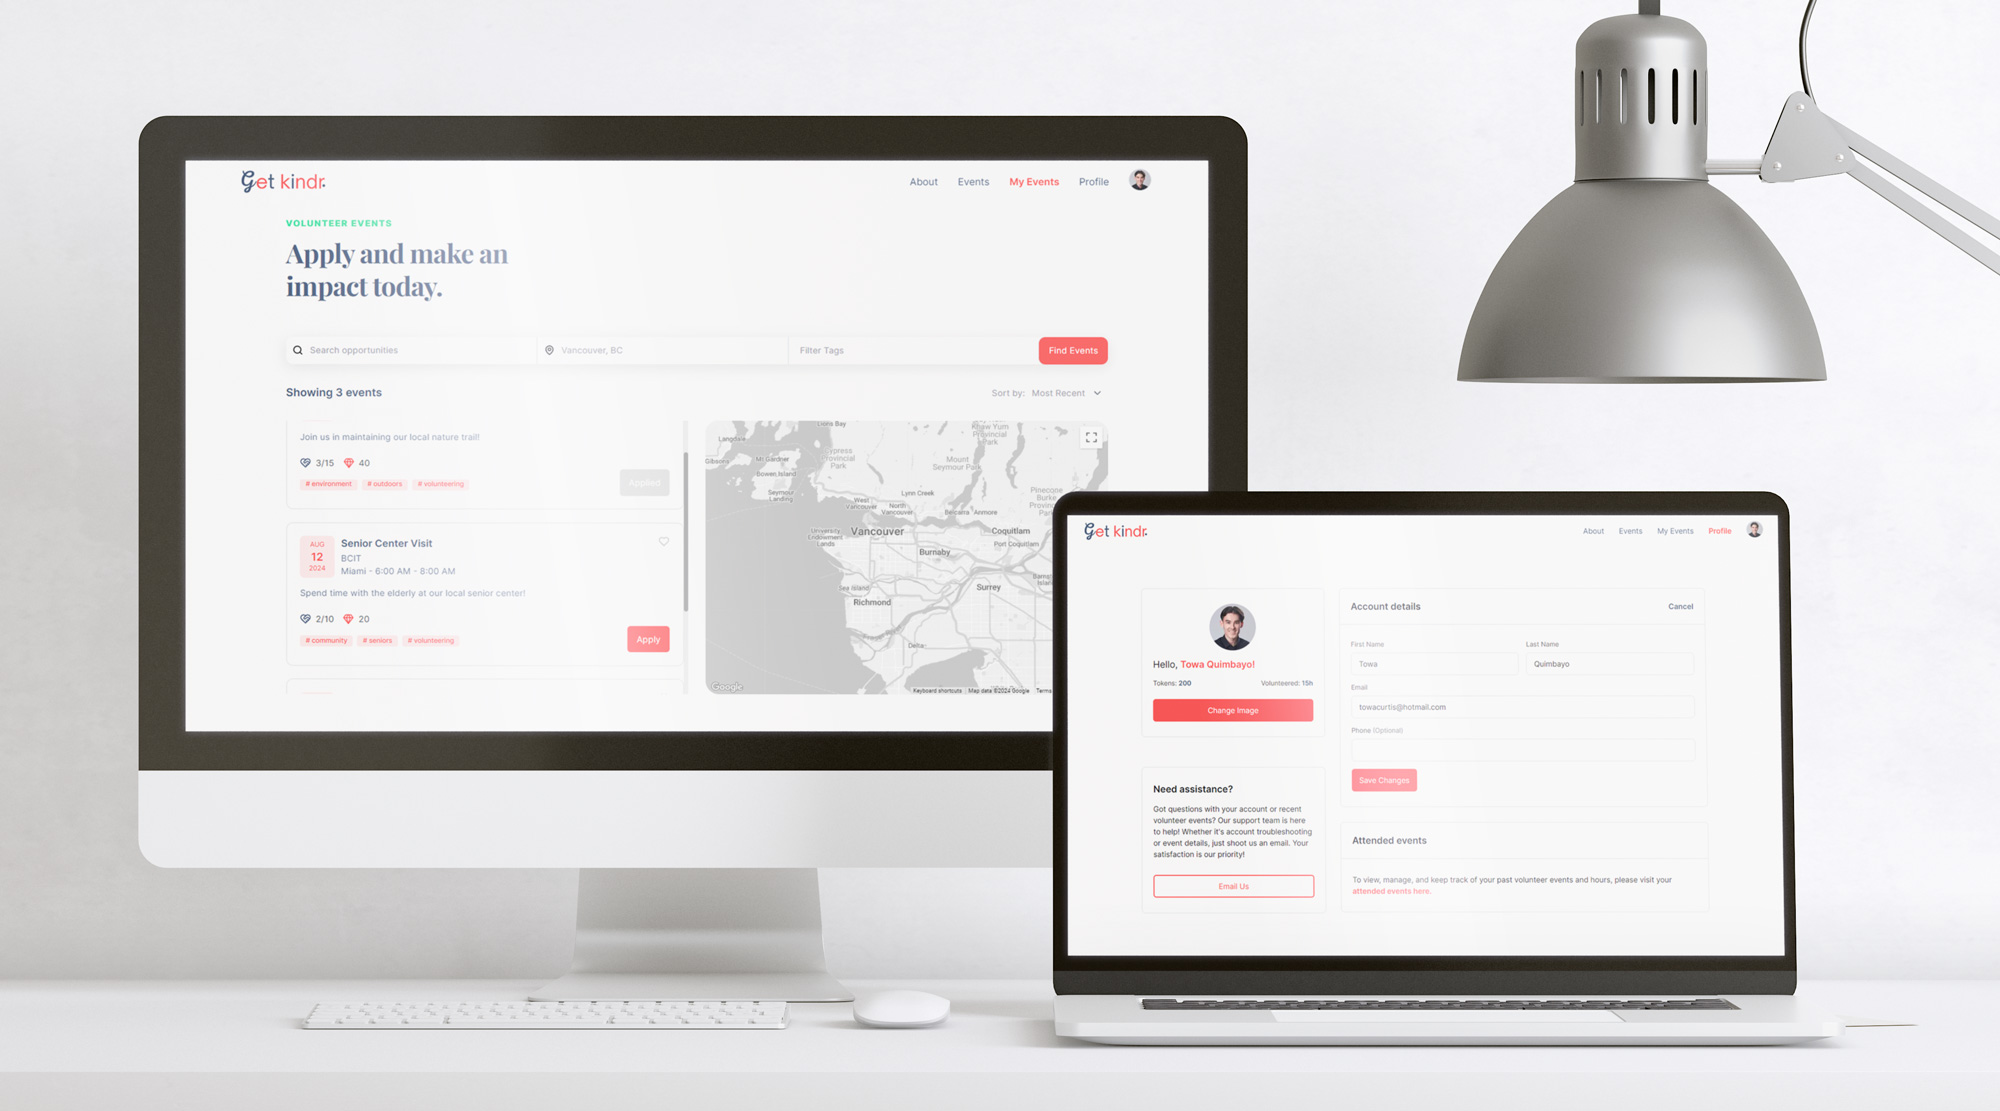 Get kindr.
About Events My Events Profile
VOLUNTEER EVENTS
Apply and make an
impact today.
Search opportunities
Vancouver, BC
Filter Tags
Find Events
Showing 3 events
Sort by: Most Recent
Join us in maintaining our local nature trail!
3/15 40
# environment # outdoors # volunteering
Applied
AUG
12
2024
Senior Center Visit
BCIT
Miami - 6:00 AM - 8:00 AM
Spend time with the elderly at our local senior center!
2/10 20
# community # seniors # volunteering
Apply
Lions Bay
Langdale
Gibsons
Mt Gardner
Bowen Island
Seymour
Landing
Cypress
Provincial
Park
Khaw Yum
Provincial
Park
Mount
Seymour Park
Lynn Creek
West
Vancouver
North
Vancouver
Belcarra
Anmore
Pinecone
Burke
University
Endowment
Lands
Vancouver
Coquitlam
Port Coquitlam
Burnaby
Sea Island
Richmond
Surrey
Delta
Google
Keyboard shortcuts Map data ©2024 Google Terms
Get kindr.
About Events My Events Profile
Hello, Towa Quimbayo!
Tokens: 200 Volunteered: 15h
Change Image
Need assistance?
Got questions with your account or recent
volunteer events? Our support team is here
to help! Whether it's account troubleshooting
or event details, just shoot us an email. Your
satisfaction is our priority!
Email Us
Account details
Cancel
First Name
Towa
Last Name
Quimbayo
Email
towacurtis@hotmail.com
Phone (Optional)
Save Changes
Attended events
To view, manage, and keep track of your past volunteer events and hours, please visit your
attended events here.